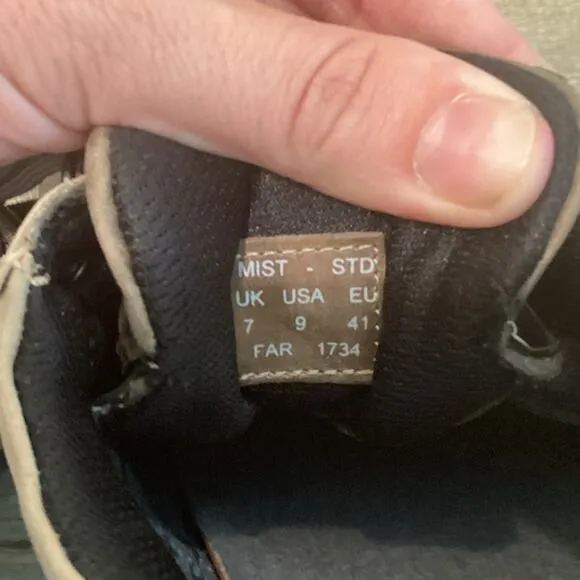 MIST - STD
UK USA EU
7 9 41
FAR 1734